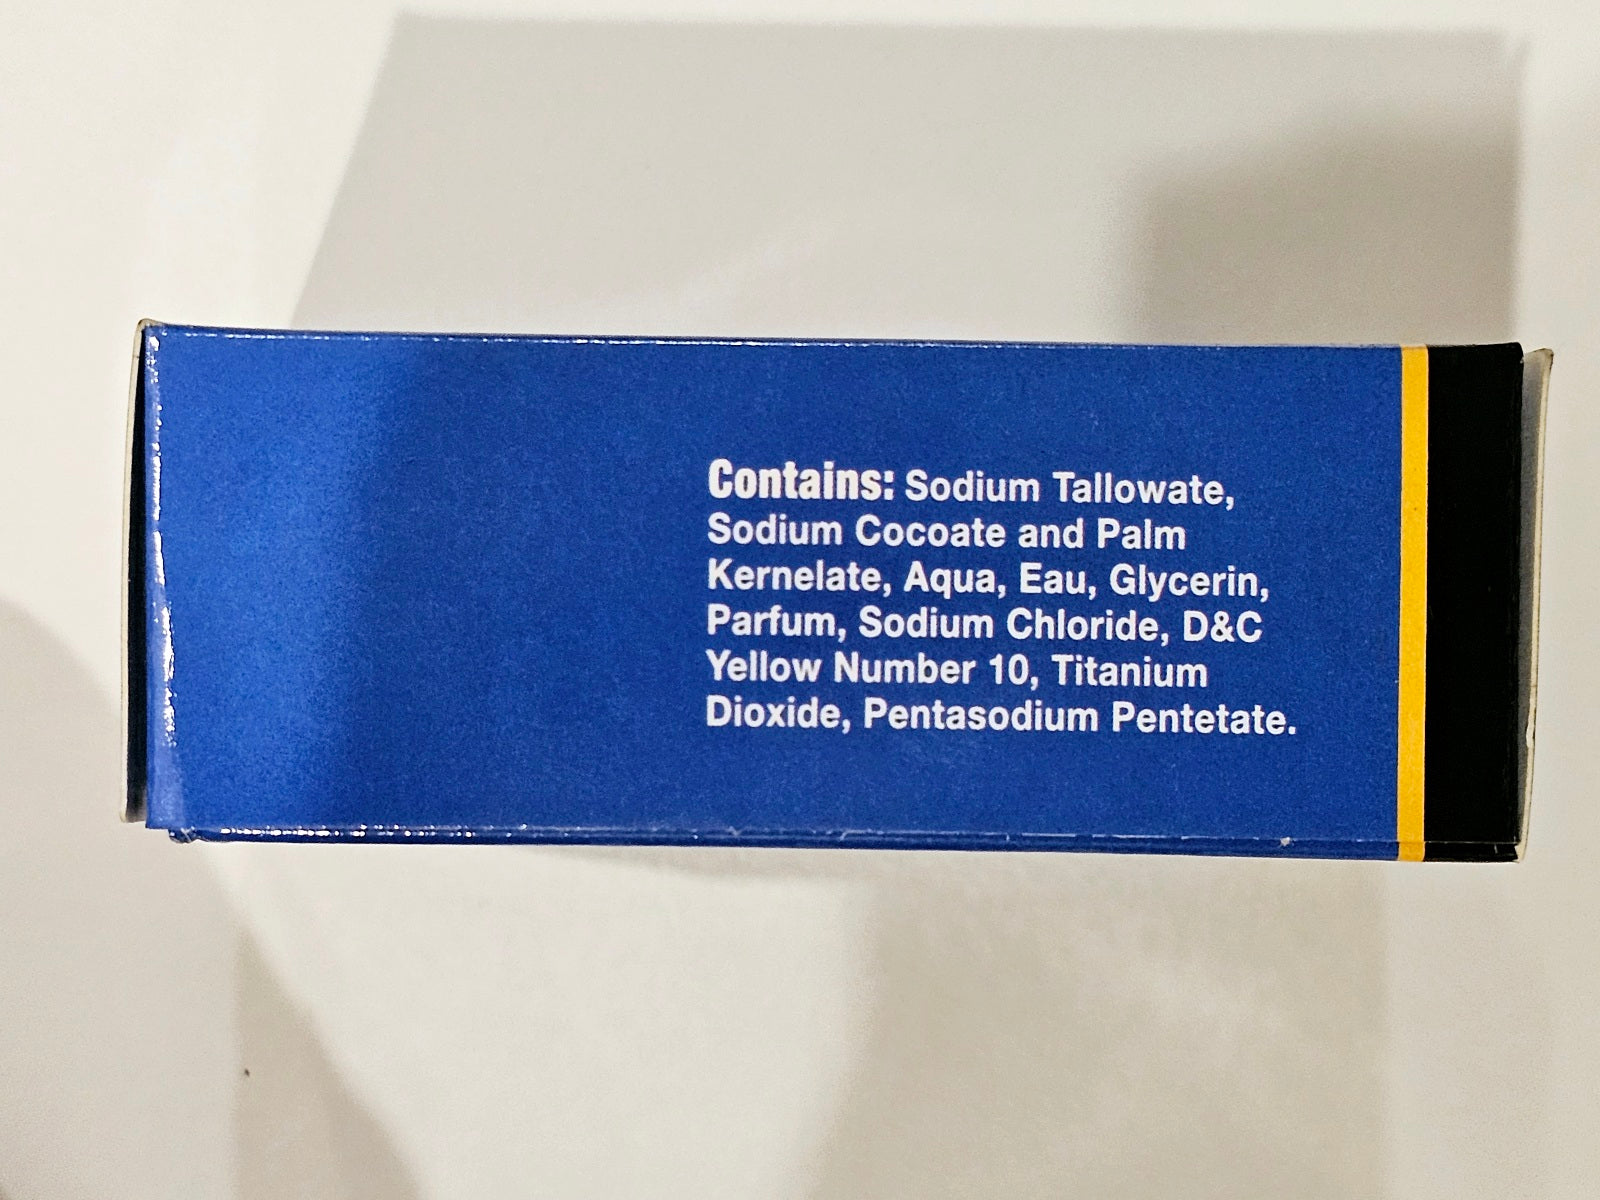 Contains: Sodium Tallowate,
Sodium Cocoate and Palm
Kernelate, Aqua, Eau, Glycerin,
Parfum, Sodium Chloride, D&C
Yellow Number 10, Titanium
Dioxide, Pentasodium Pentetate.